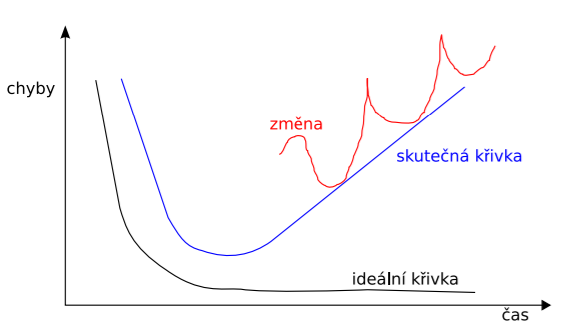 chyby
změna
skutečná křivka
ideální křivka
čas